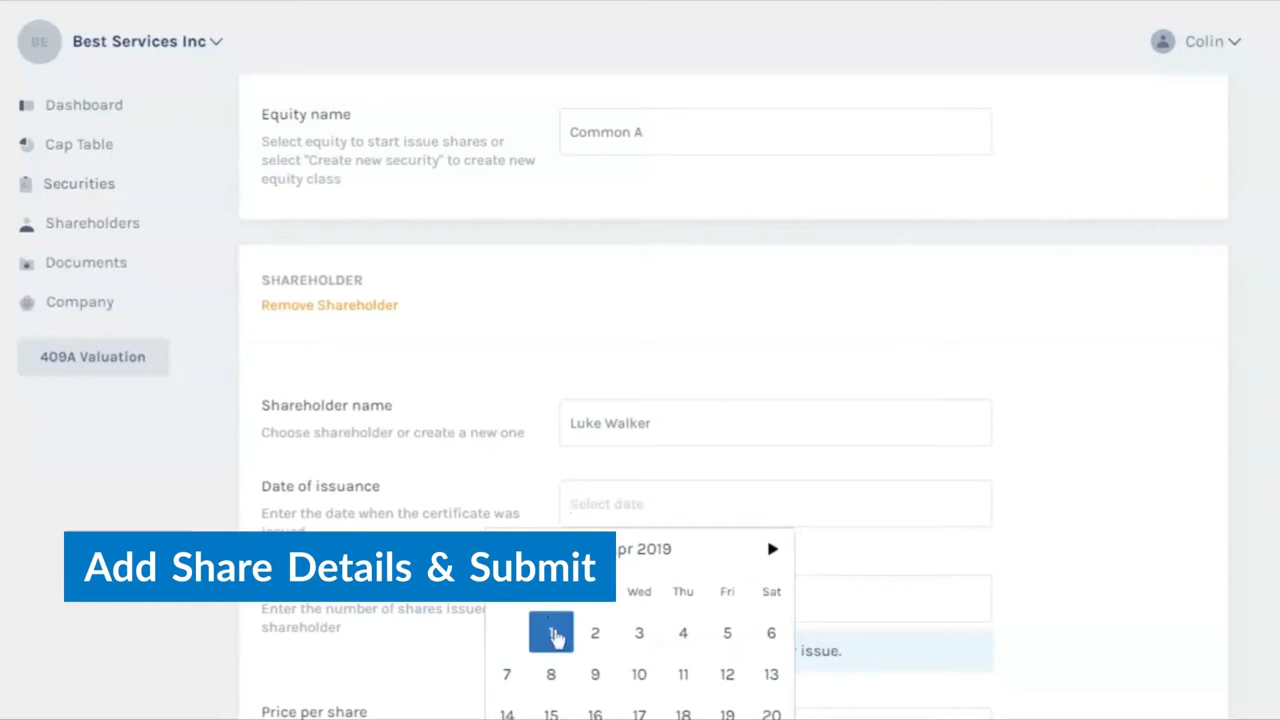 BE
Best Services Inc
Colin
Dashboard
Cap Table
Securities
Shareholders
Documents
Company
409A Valuation
Equity name
Select equity to start issue shares or
select "Create new security" to create new
equity class
Common A
SHAREHOLDER
Remove Shareholder
Shareholder name
Choose shareholder or create a new one
Luke Walker
Date of issuance
Enter the date when the certificate was
Select date
Add Share Details & Submit
pr 2019
Wed Thu Fri Sat
Enter the number of shares issue
shareholder
1 2 3 4 5 6
issue.
7 8 9 10 11 12 13
14 15 16 17 18 19 20
Price per share